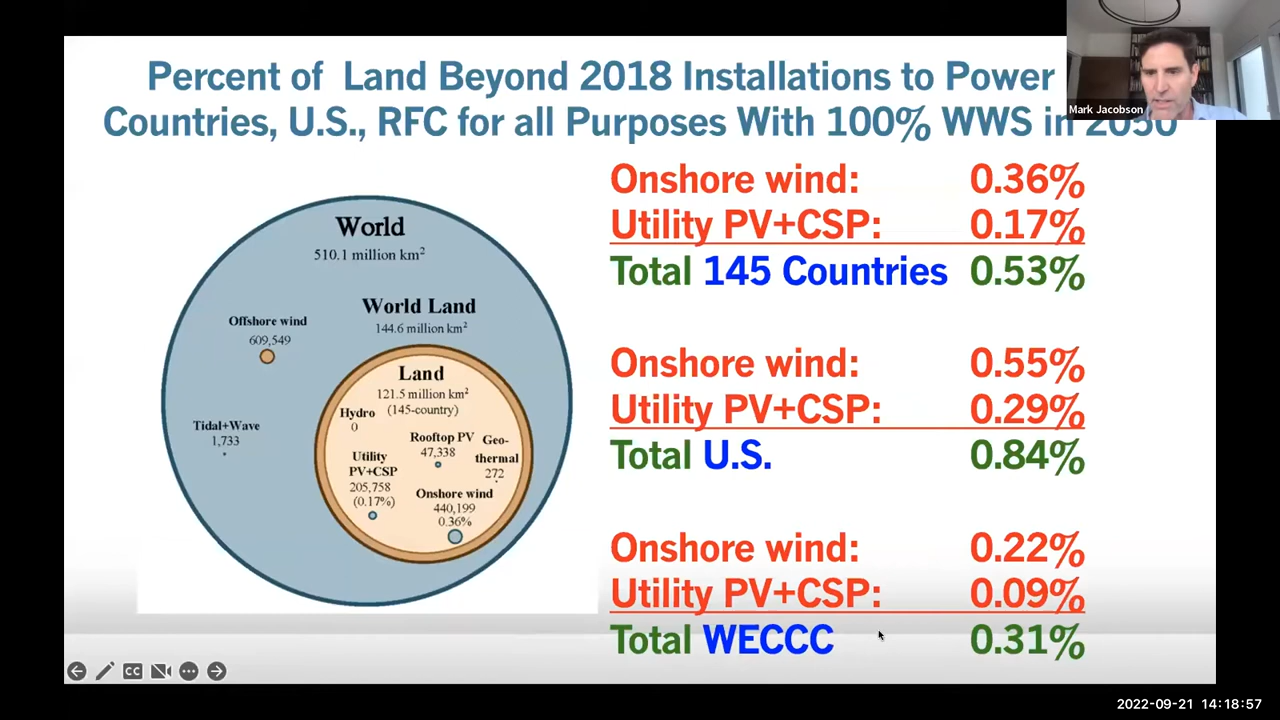 Percent of Land Beyond 2018 Installations to Power
Countries, U.S., RFC for all Purposes With 100% WWS in 2050
Mark Jacobson
World
510.1 million km²
World Land
144.6 million km²
Offshore wind
609,549
Tidal+Wave
1,733
Land
121.5 million km²
(145-country)
Hydro
0
Rooftop PV
47,338
Geo-
thermal
272
Utility
PV+CSP
205,758
(0.17%)
Onshore wind
440,199
0.36%
Onshore wind: 0.36%
Utility PV+CSP: 0.17%
Total 145 Countries 0.53%
Onshore wind: 0.55%
Utility PV+CSP: 0.29%
Total U.S. 0.84%
Onshore wind: 0.22%
Utility PV+CSP: 0.09%
Total WECCC 0.31%
CC
2022-09-21 14:18:57